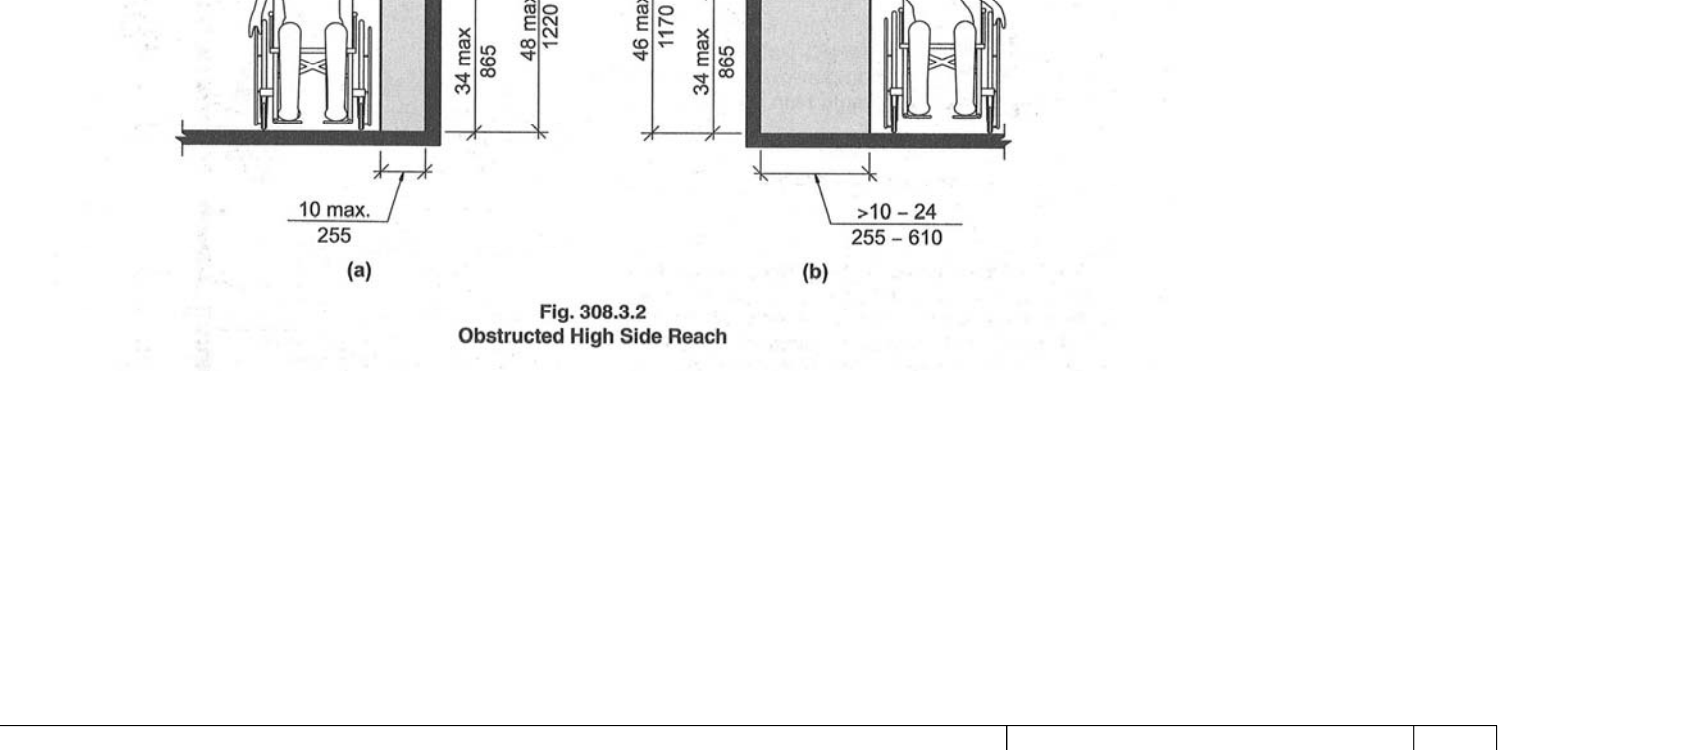 34 max
865
48 max
1220
46 max
1170
34 max
865
10 max.
255
(a)
>10 – 24
255 – 610
(b)
Fig. 308.3.2
Obstructed High Side Reach